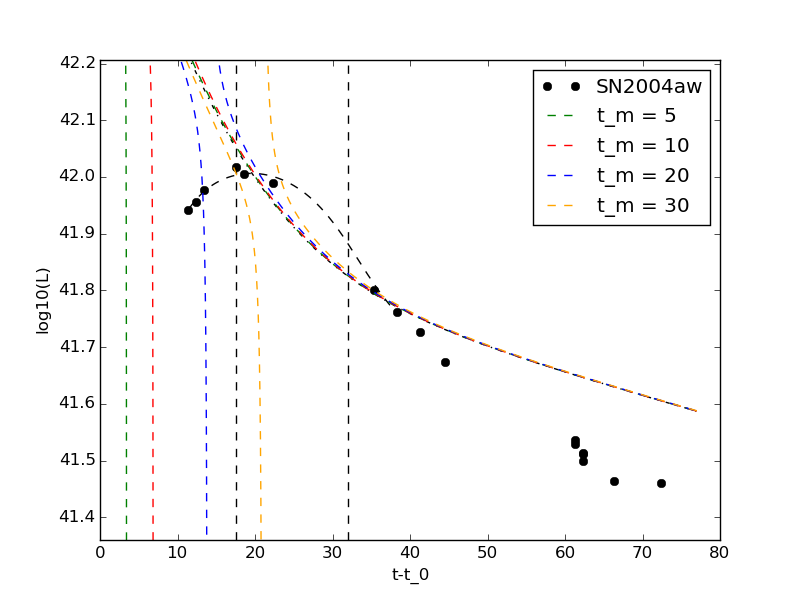 42.2
42.1
42.0
41.9
41.8
41.7
41.6
41.5
41.4
log10(L)
0 10 20 30 40 50 60 70 80
t-t_0
SN2004aw
t_m = 5
t_m = 10
t_m = 20
t_m = 30